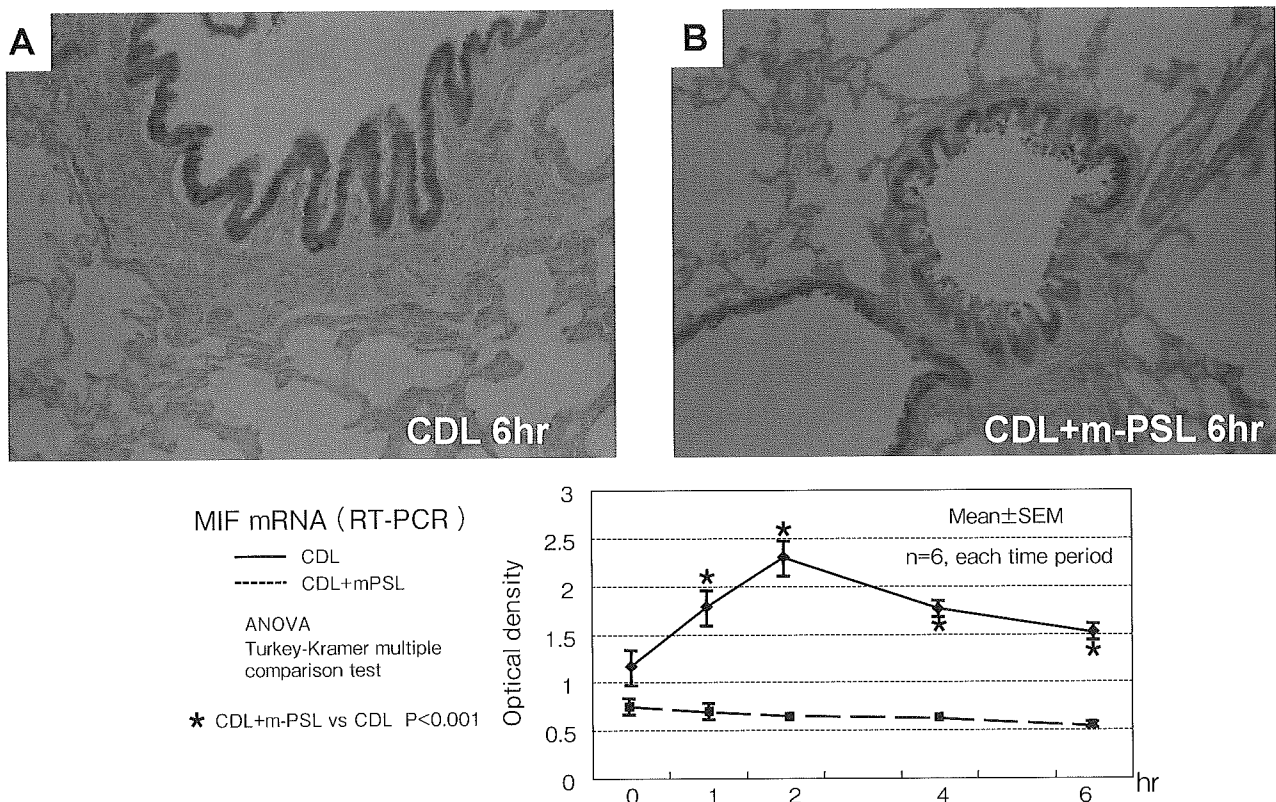 A
B
CDL 6hr
CDL+m-PSL 6hr
MIF mRNA (RT-PCR)
CDL
CDL+mPSL
ANOVA
Turkey-Kramer multiple
comparison test
* CDL+m-PSL vs CDL P<0.001
Optical density
3
2.5
2
1.5
1
0.5
0
Mean±SEM
n=6, each time period
* * * *
0 1 2 4 6 hr